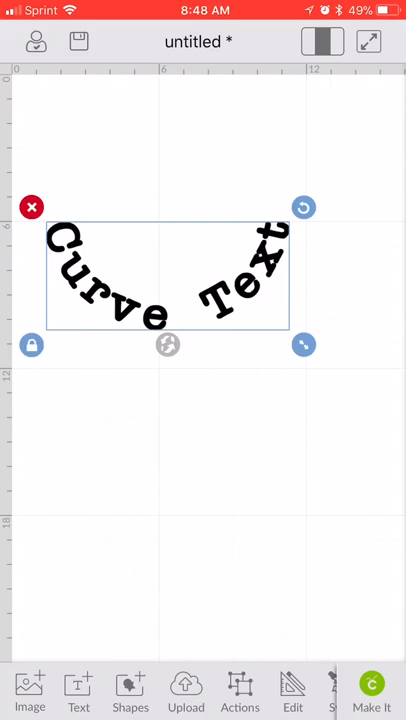 Sprint 8:48 AM 49%
untitled *
0 6 12
0
6
12
18
Curve Text
Image Text Shapes Upload Actions Edit Make It